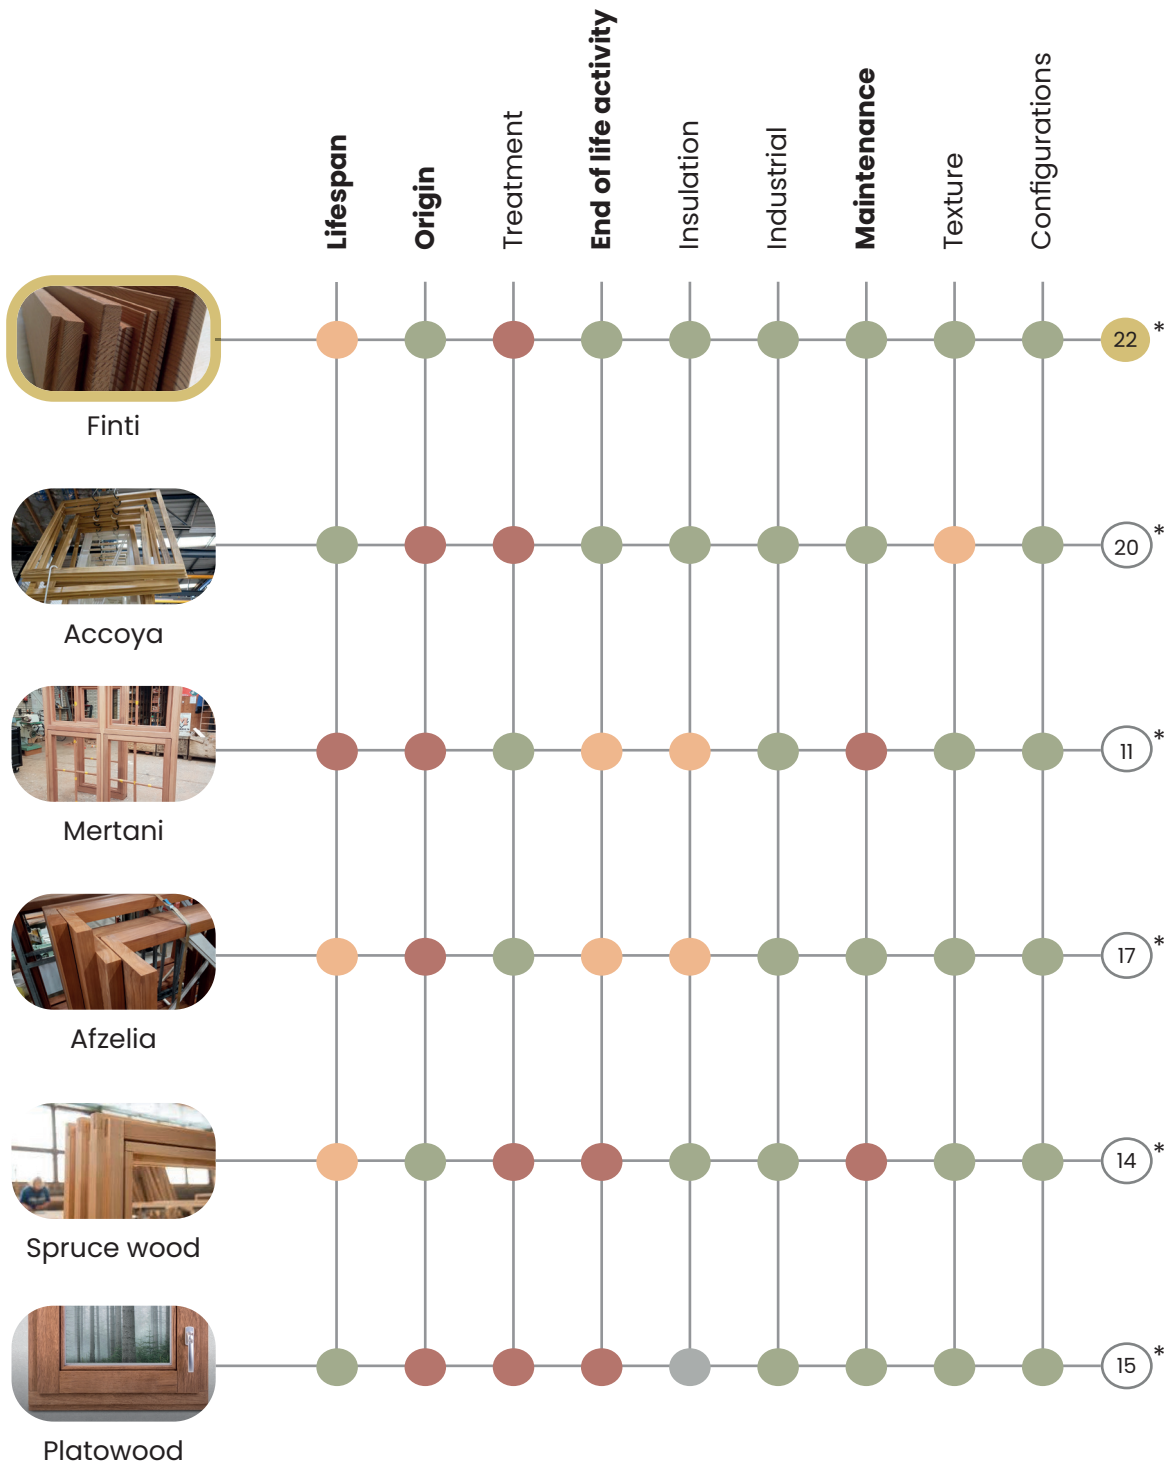 Lifespan
Origin
Treatment
End of life activity
Insulation
Industrial
Maintenance
Texture
Configurations
22 *
Finti
20 *
Accoya
11 *
Mertani
17 *
Afzelia
14 *
Spruce wood
15 *
Platowood